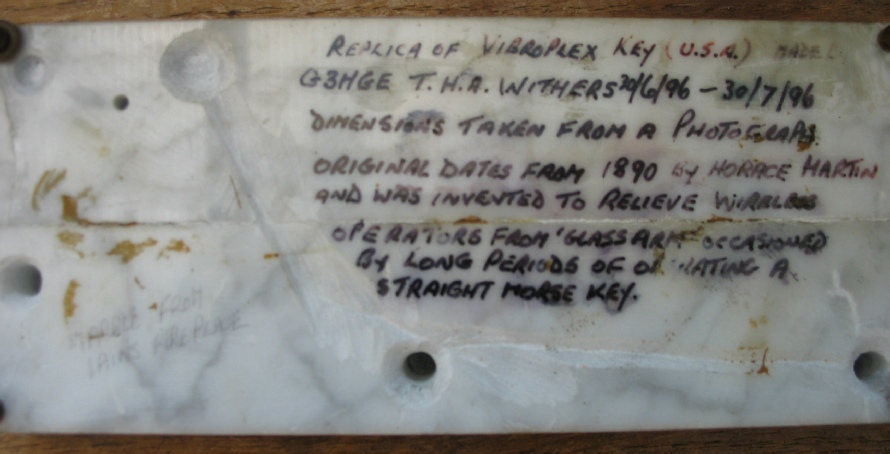 REPLICA OF VIBROPLEX KEY (U.S.A.) MADE
G3HGE T.H.A. WITHERS 20/6/96 - 30/7/96
DIMENSIONS TAKEN FROM A PHOTOGRAPH.
ORIGINAL DATES FROM 1890 by HORACE MARTIN
AND WAS INVENTED TO RELIEVE WIRELESS
OPERATORS FROM 'GLASS ARM' OCCASIONED
BY LONG PERIODS OF A
STRAIGHT MORSE KEY.
MARBLE FROM
FIREPLACE